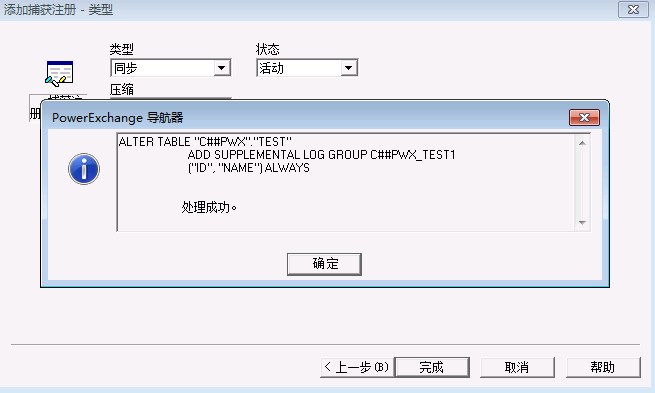 添加捕获注册 - 类型
类型
状态
同步
活动
压缩
PowerExchange 导航器
ALTER TABLE "C##PWX"."TEST"
ADD SUPPLEMENTAL LOG GROUP C##PWX_TEST1
("ID", "NAME") ALWAYS
处理成功。
确定
< 上一步(B)
完成
取消
帮助